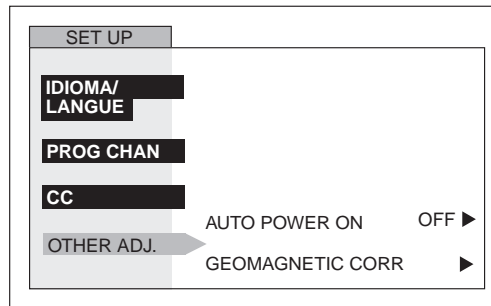 SET UP
IDIOMA/
LANGUE
PROG CHAN
CC
OTHER ADJ.
AUTO POWER ON OFF ▶
GEOMAGNETIC CORR ▶